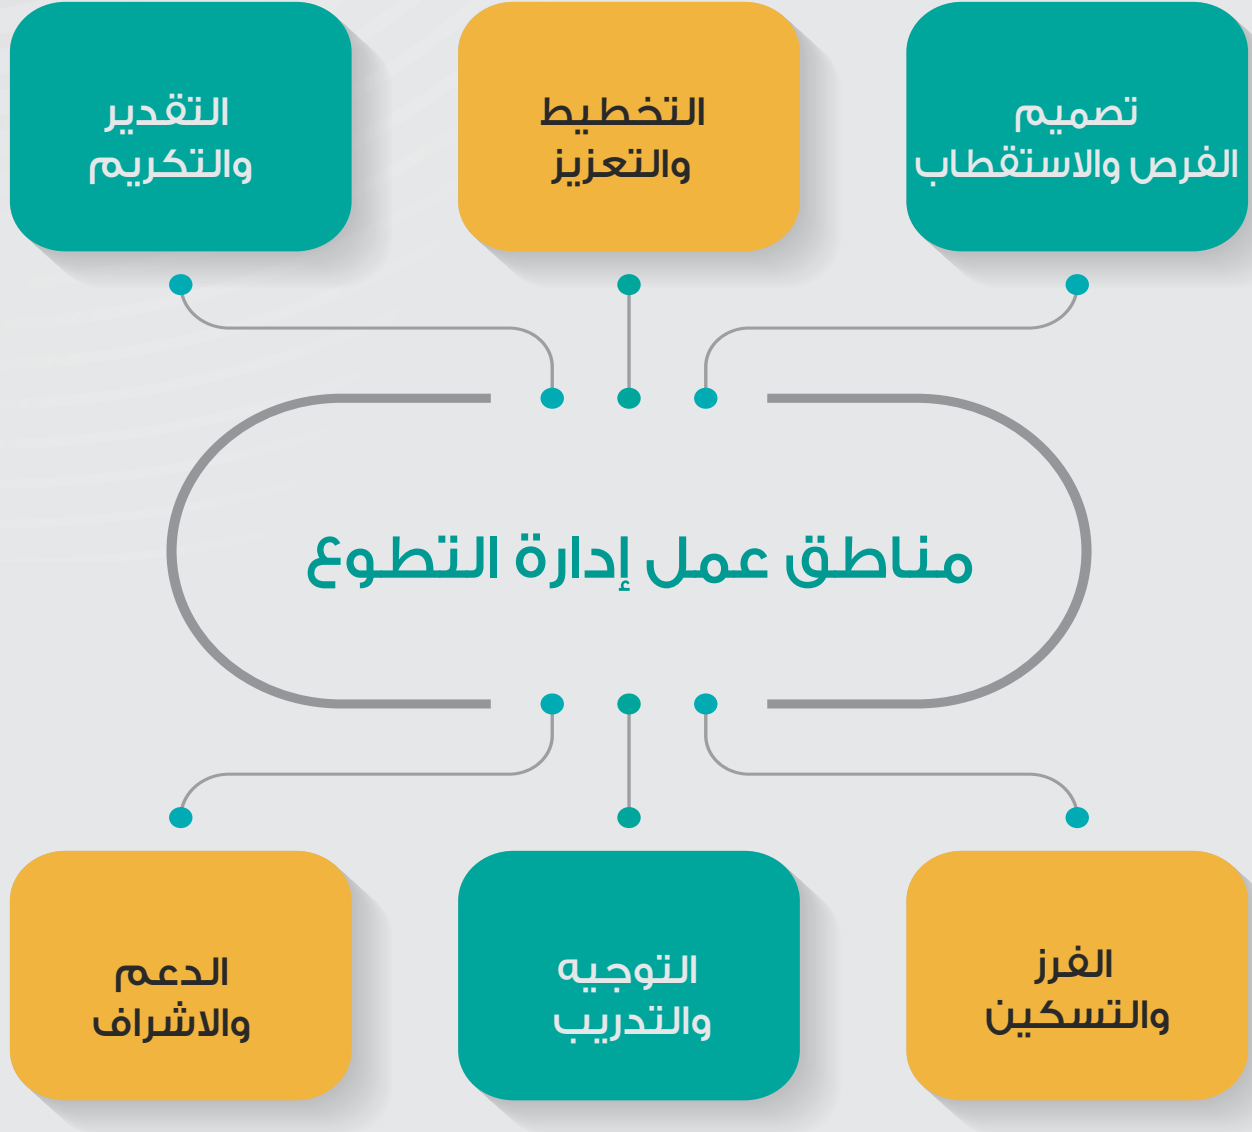 تصميم
الفرص والاستقطاب
التخطيط
والتعزيز
التقدير
والتكريم
مناطق عمل إدارة التطوع
الفرز
والتسكين
التوجيه
والتدريب
الدعم
والاشراف